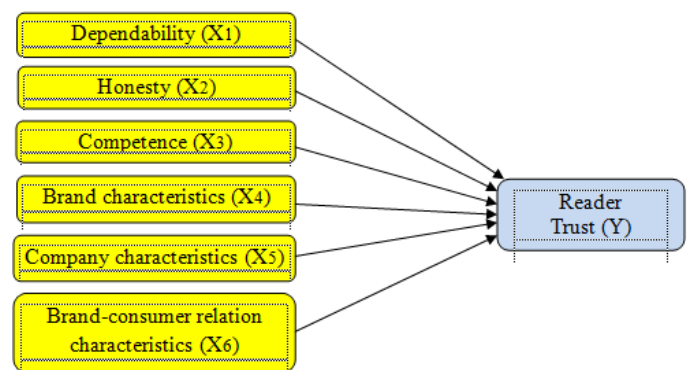 Dependability (X1)
Honesty (X2)
Competence (X3)
Brand characteristics (X4)
Company characteristics (X5)
Brand-consumer relation
characteristics (X6)
Reader
Trust (Y)